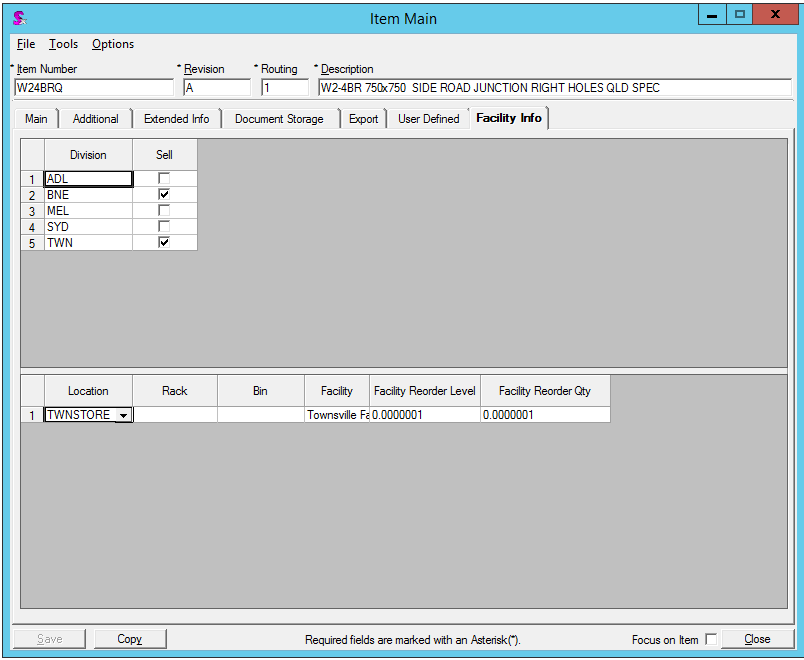 Item Main
File Tools Options
* Item Number * Revision * Routing * Description
W24BRQ A 1 W2-4BR 750x750 SIDE ROAD JUNCTION RIGHT HOLES QLD SPEC
Main Additional Extended Info Document Storage Export User Defined Facility Info
Division Sell
1 ADL
2 BNE
3 MEL
4 SYD
5 TWN
Location Rack Bin Facility Facility Reorder Level Facility Reorder Qty
1 TWNSTORE Townsville Fa 0.0000001 0.0000001
Save Copy Required fields are marked with an Asterisk(*). Focus on Item Close